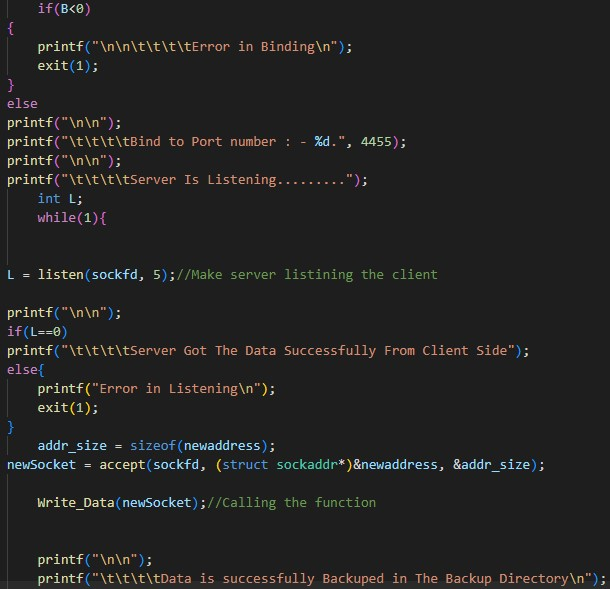 if(B<0)
{
printf("\n\n\t\t\t\tError in Binding\n");
exit(1);
}
else
printf("\n\n");
printf("\t\t\t\tBind to Port number : - %d.", 4455);
printf("\n\n");
printf("\t\t\t\tServer Is Listening.........");
int L;
while(1){
L = listen(sockfd, 5);//Make server listining the client
printf("\n\n");
if(L==0)
printf("\t\t\t\tServer Got The Data Successfully From Client Side");
else{
printf("Error in Listening\n");
exit(1);
}
addr_size = sizeof(newaddress);
newSocket = accept(sockfd, (struct sockaddr*)&newaddress, &addr_size);
Write_Data(newSocket);//Calling the function
printf("\n\n");
printf("\t\t\t\tData is successfully Backuped in The Backup Directory\n");